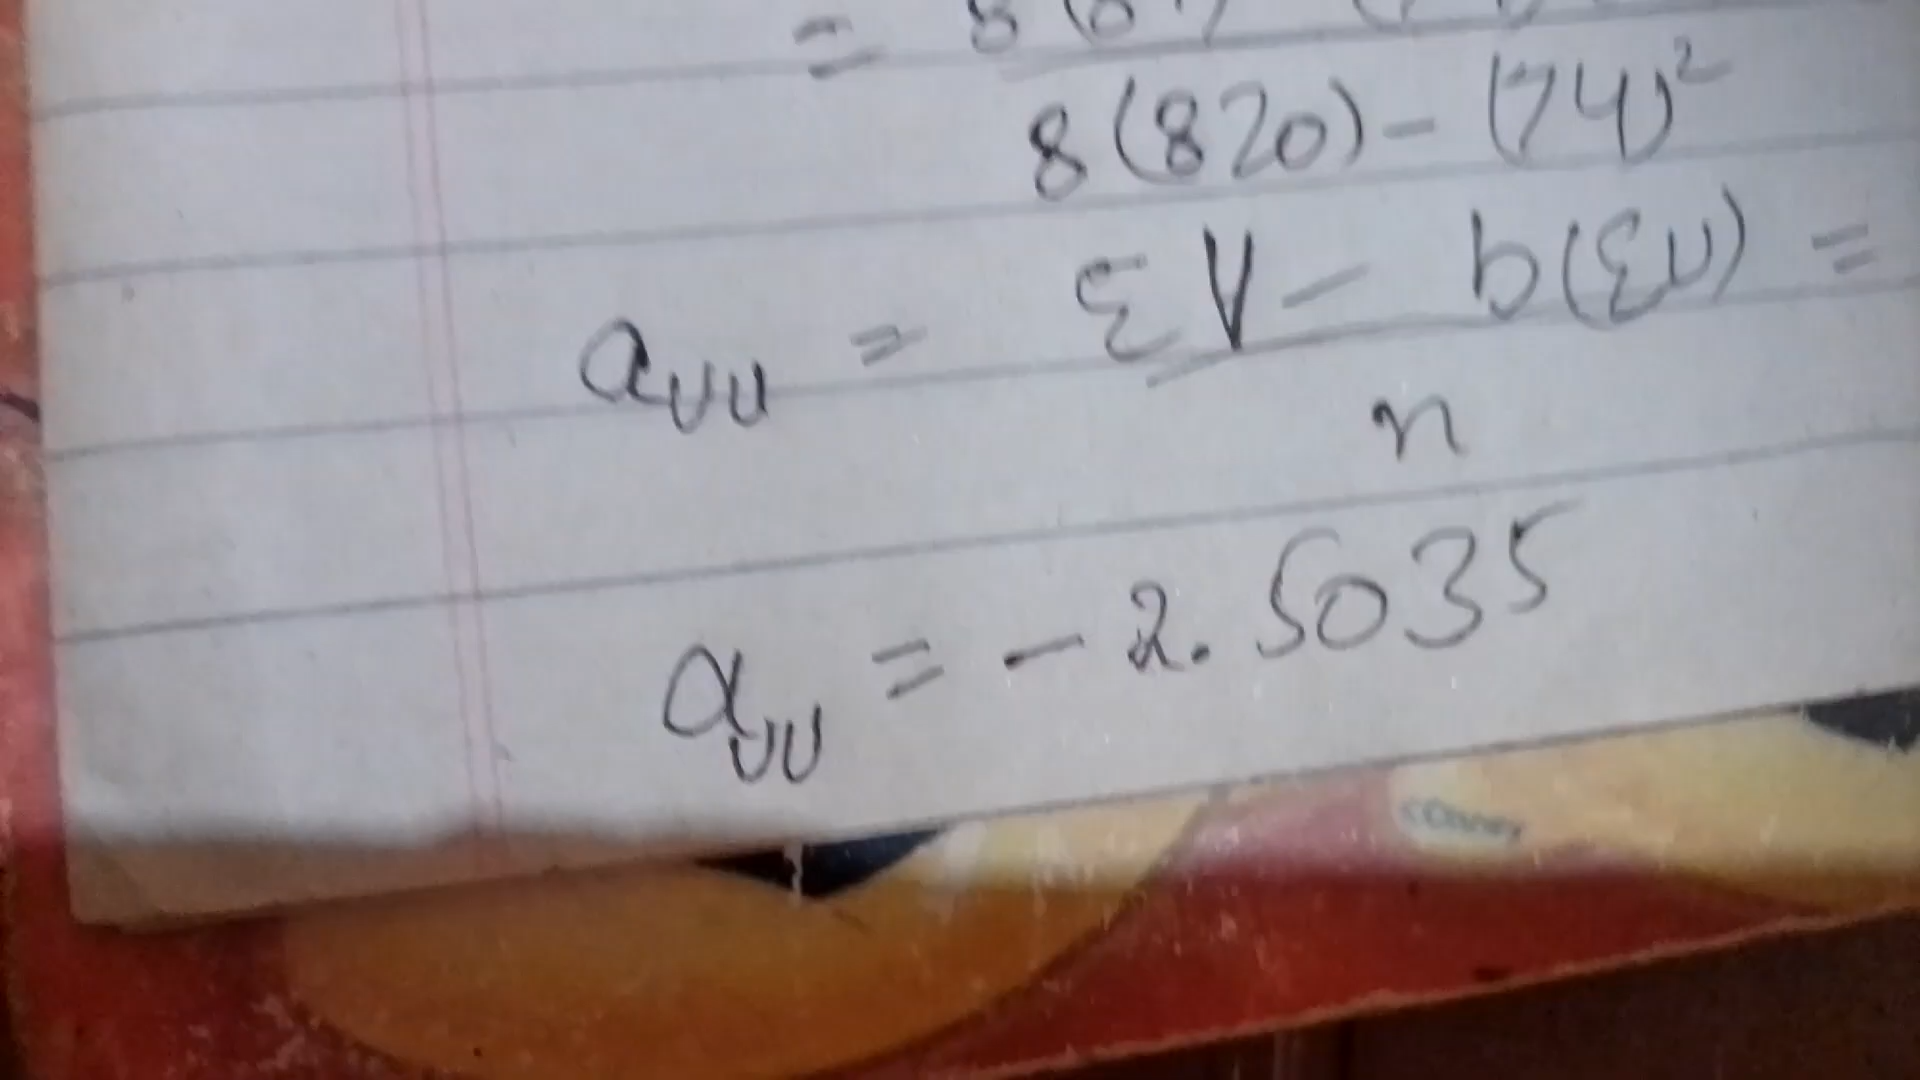 8(820) - (74)²
a_vu = ΣV - b(ΣU) =
n
a_vu = - 2.5035